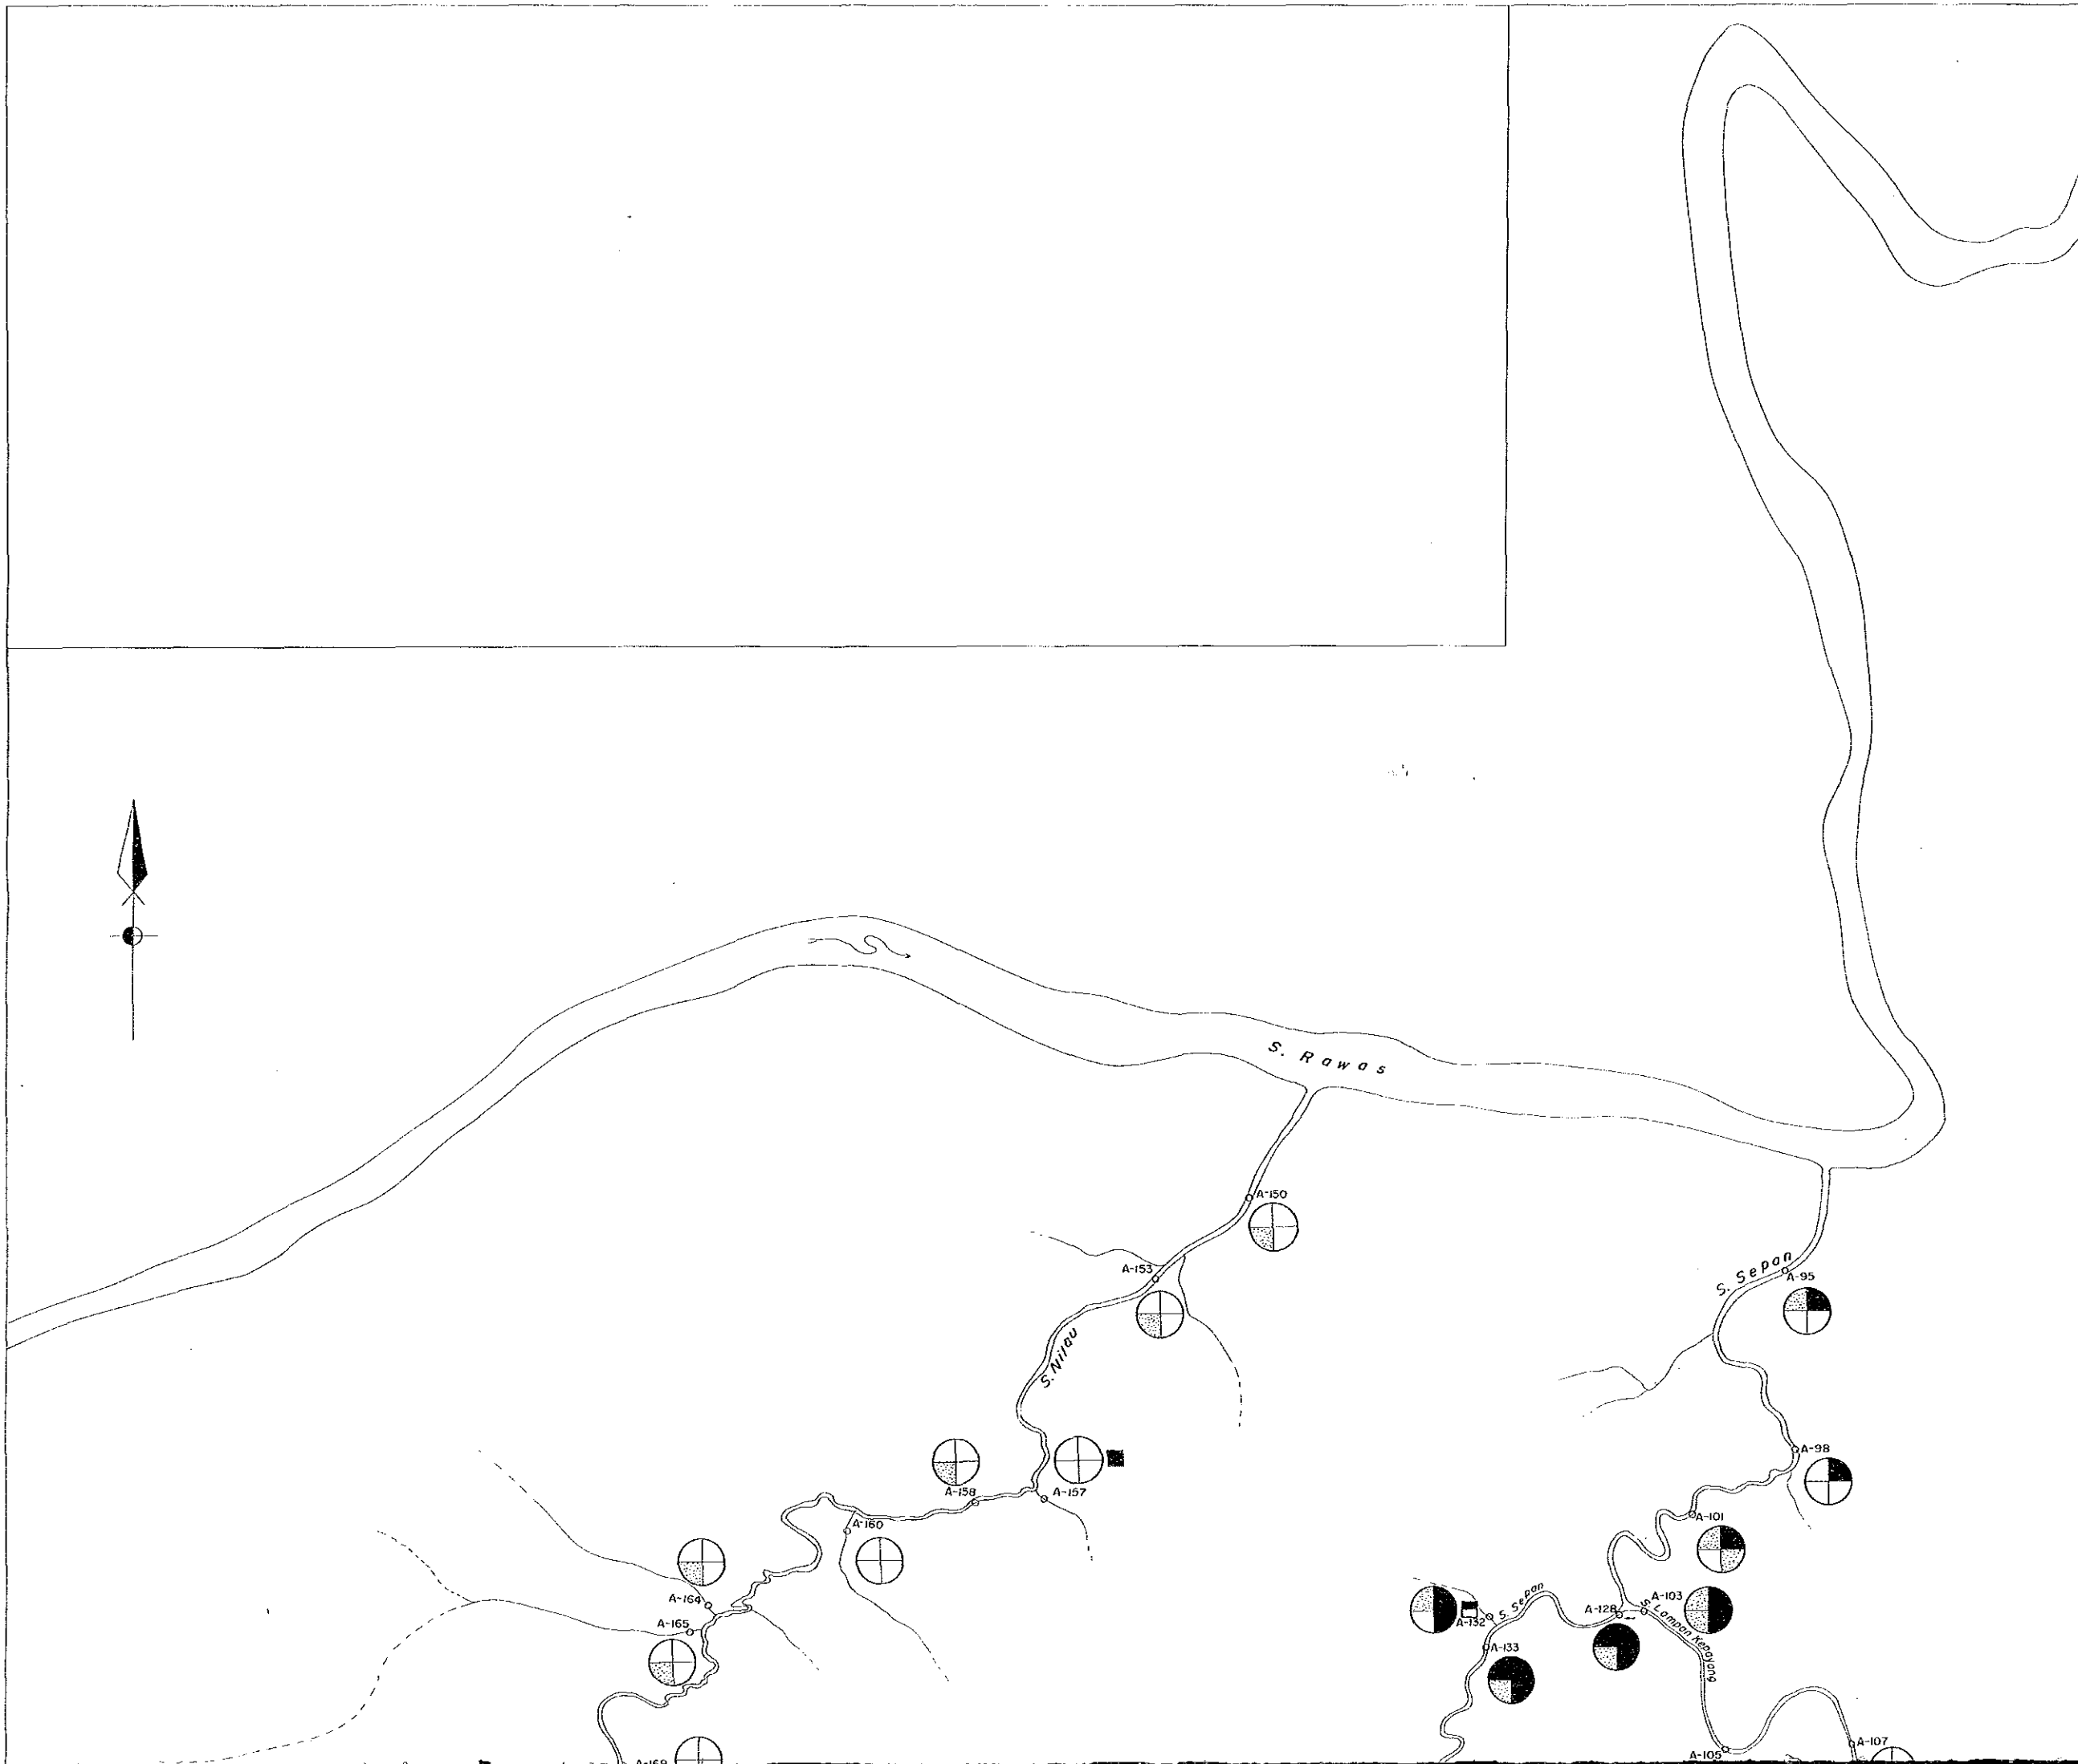 S. Rawas
A-150
A-153
S. Sepan
A-95
S. Nilau
A-98
A-158
A-157
A-101
A-160
A-164
S. Sepan
A-128
A-103
A-132
S. Lampan Kepayang
A-165
A-133
A-107
A-105